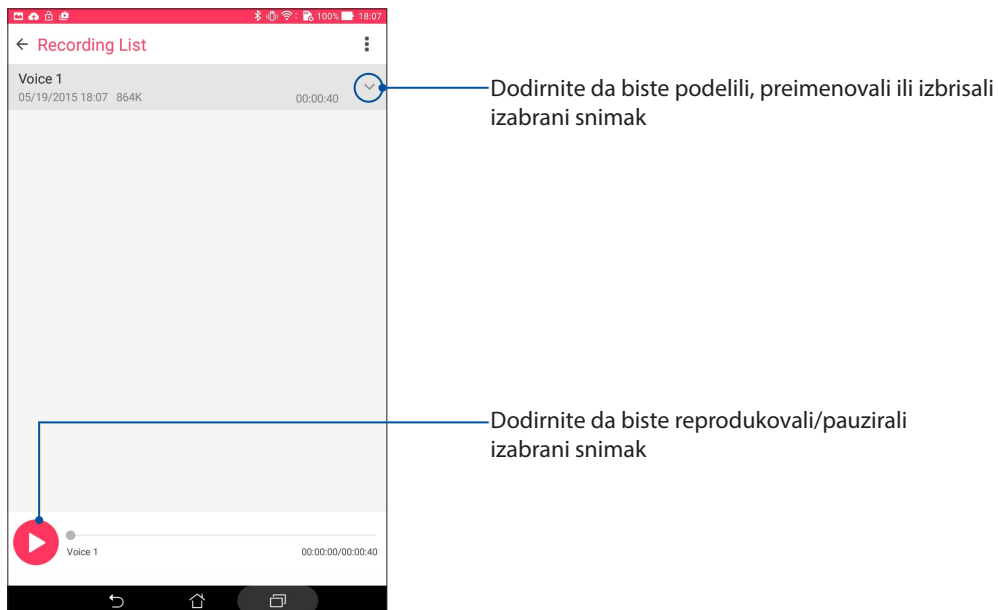 100% 18:07
Recording List
Voice 1
05/19/2015 18:07 864K 00:00:40
Dodirnite da biste podelili, preimenovali ili izbrisali
izabrani snimak
Dodirnite da biste reprodukovali/pauzirali
izabrani snimak
Voice 1 00:00:00/00:00:40